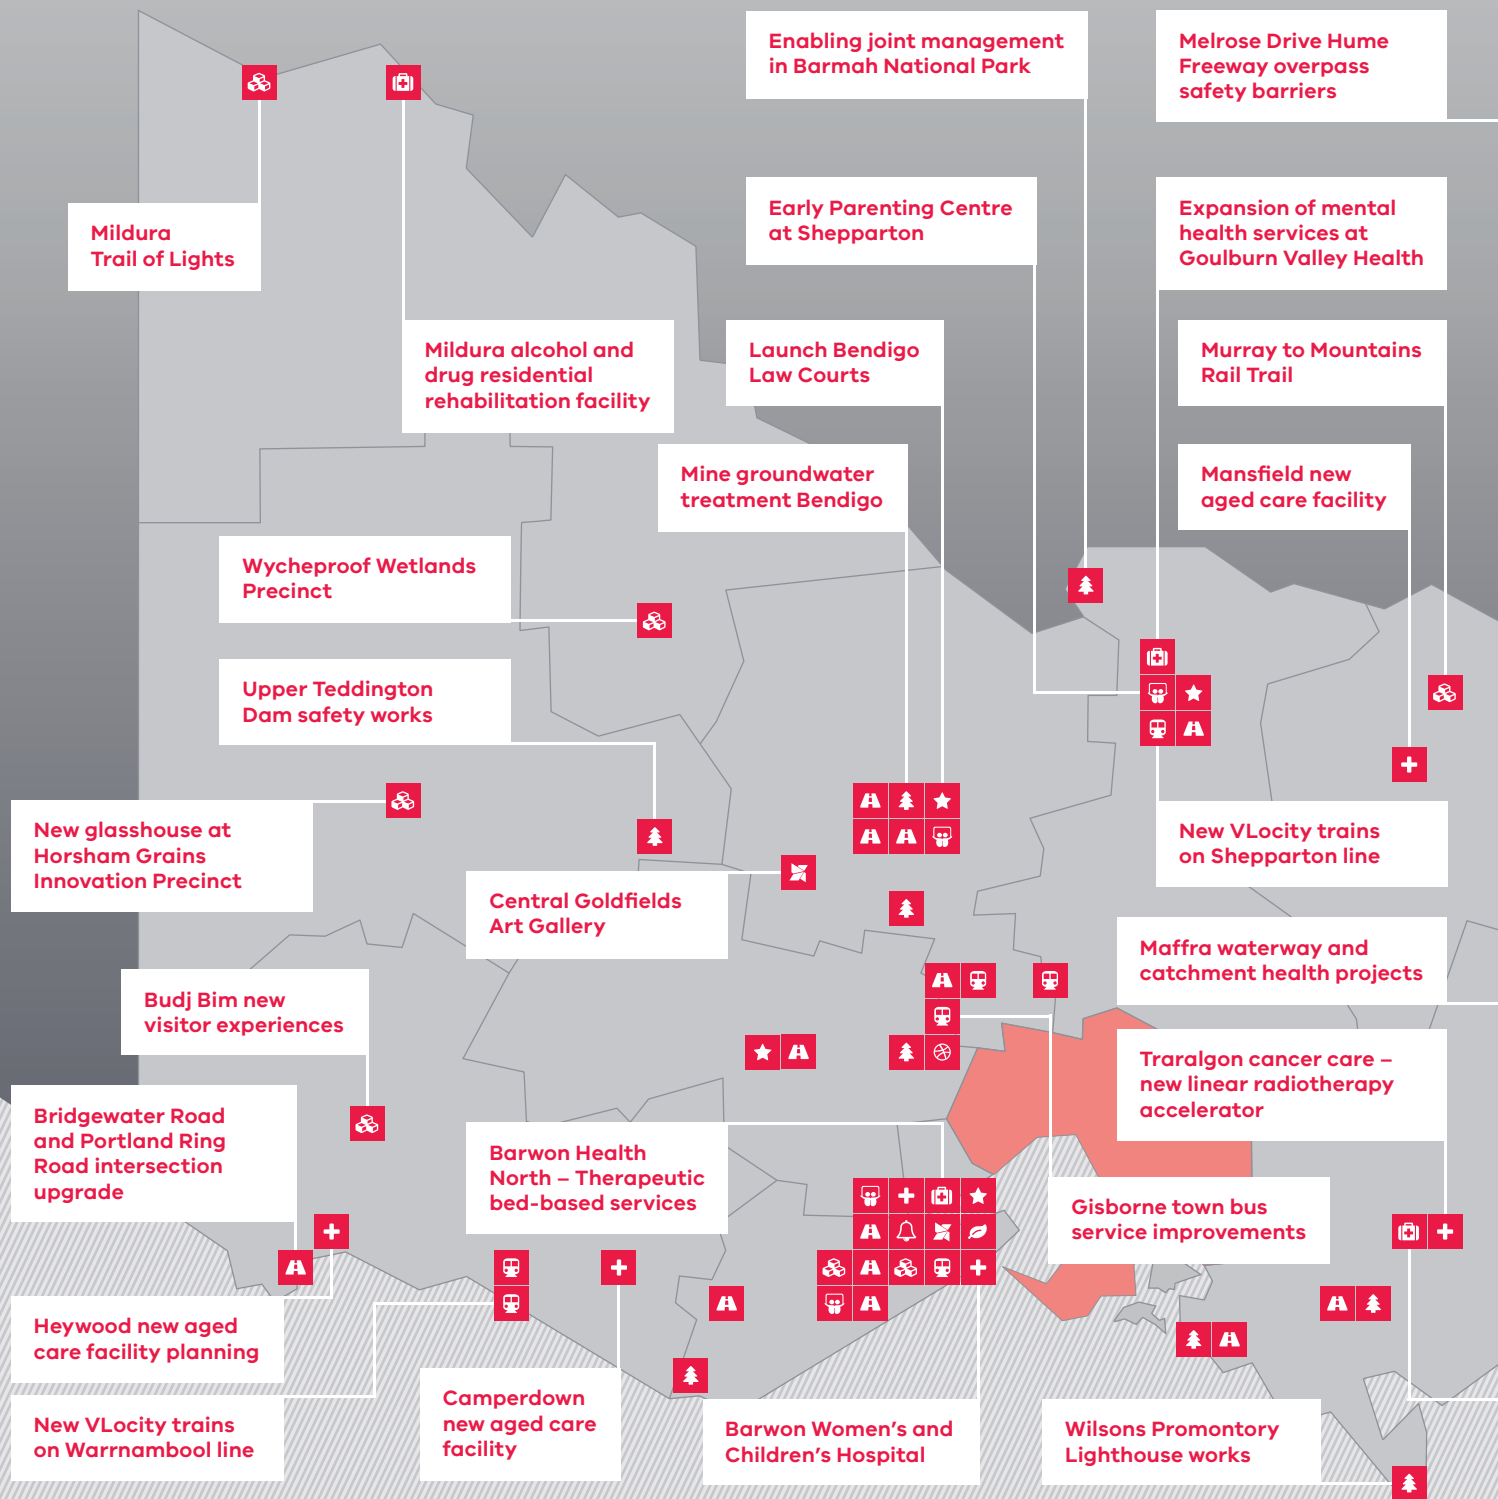 Enabling joint management
in Barmah National Park
Melrose Drive Hume
Freeway overpass
safety barriers
Mildura
Trail of Lights
Early Parenting Centre
at Shepparton
Expansion of mental
health services at
Goulburn Valley Health
Mildura alcohol and
drug residential
rehabilitation facility
Launch Bendigo
Law Courts
Murray to Mountains
Rail Trail
Mine groundwater
treatment Bendigo
Mansfield new
aged care facility
Wycheproof Wetlands
Precinct
Upper Teddington
Dam safety works
New glasshouse at
Horsham Grains
Innovation Precinct
New VLocity trains
on Shepparton line
Central Goldfields
Art Gallery
Maffra waterway and
catchment health projects
Budj Bim new
visitor experiences
Traralgon cancer care –
new linear radiotherapy
accelerator
Bridgewater Road
and Portland Ring
Road intersection
upgrade
Barwon Health
North – Therapeutic
bed-based services
Gisborne town bus
service improvements
Heywood new aged
care facility planning
New VLocity trains
on Warrnambool line
Camperdown
new aged care
facility
Barwon Women's and
Children's Hospital
Wilsons Promontory
Lighthouse works